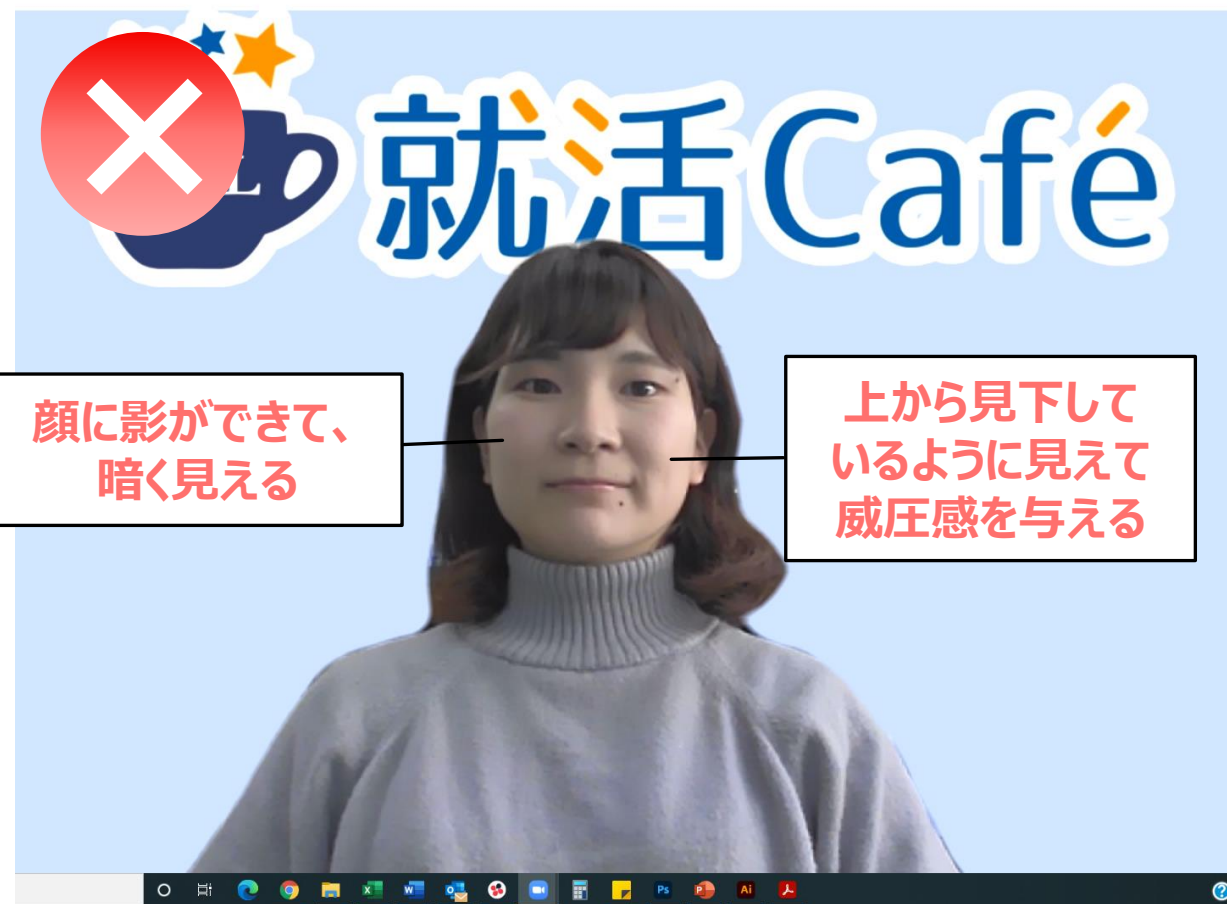 就活Café
顔に影ができて、
暗く見える
上から見下して
いるように見えて
威圧感を与える